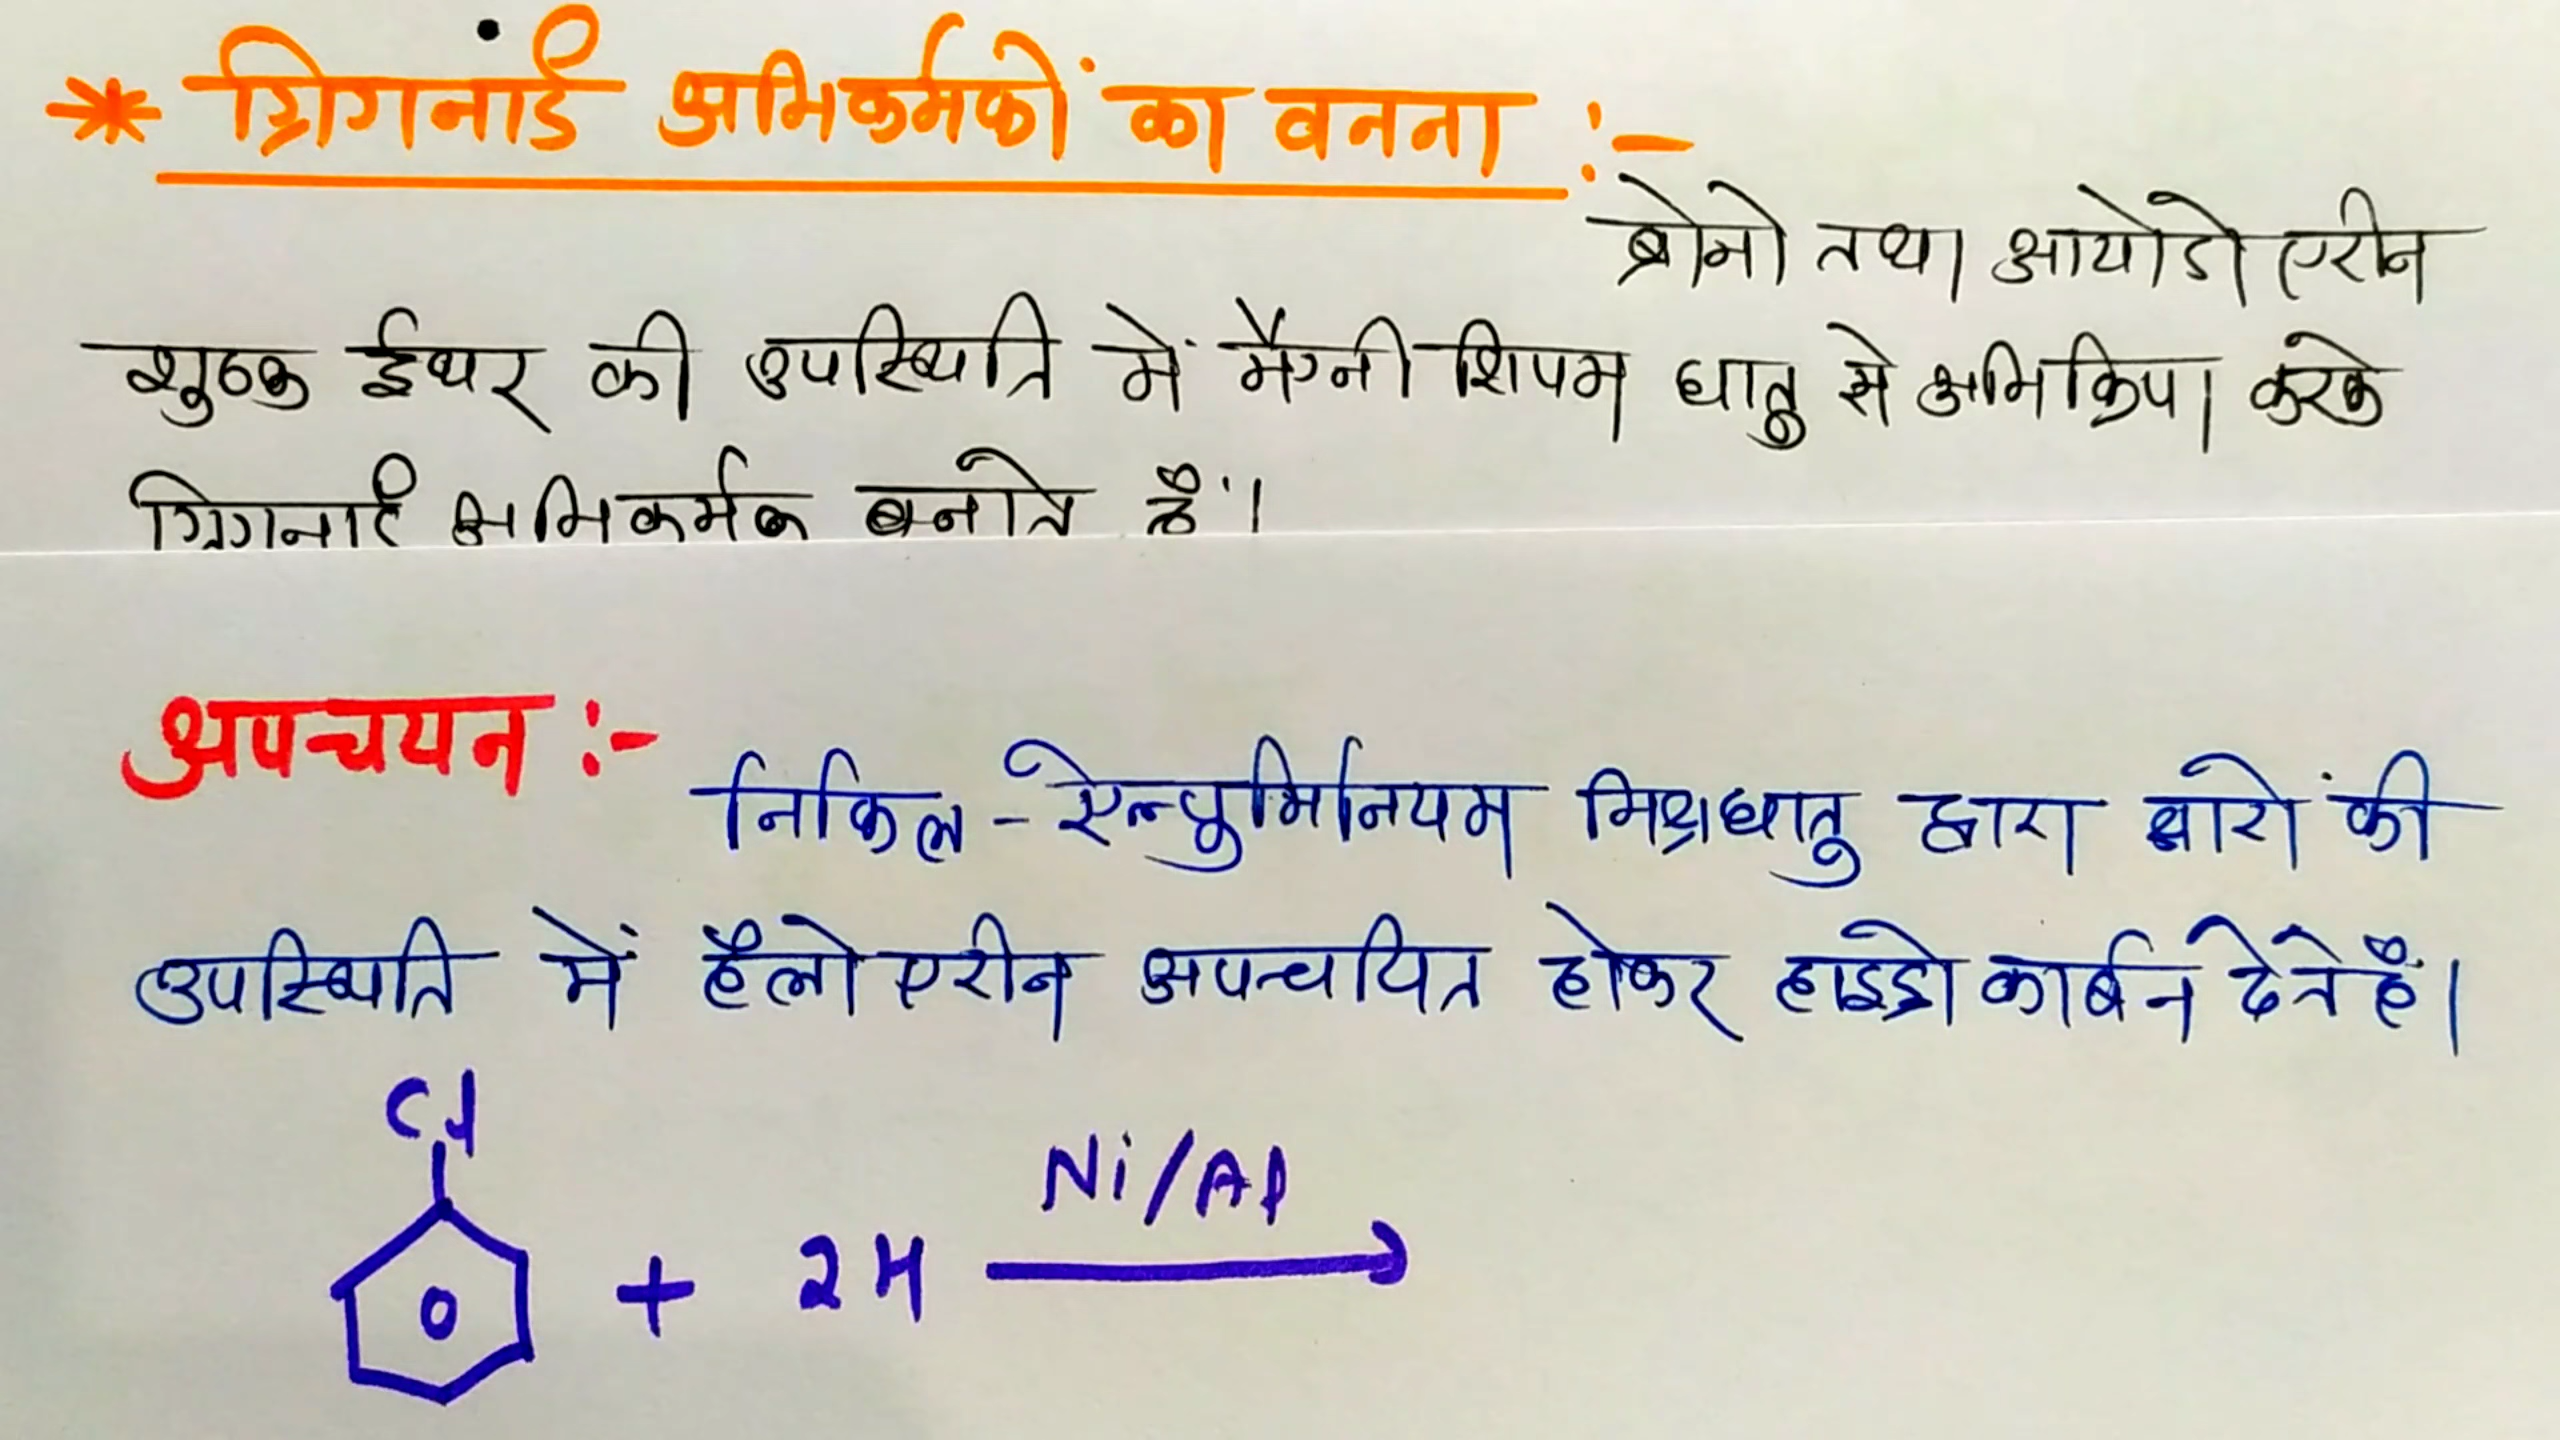 * ग्रिगनार्ड अभिकर्मकों का वनना :-
ब्रोमो तथा आयोडो एरीन
शुष्क ईथर की उपस्थिति में मैग्नीशियम धातु से अभिक्रिया करके
ग्रिगनार्ड अभिकर्मक बनाते हैं।
अपचयन :-
निकिल - ऐल्युमिनियम मिश्रधातु द्वारा क्षारों की
उपस्थिति में हैलोएरीन अपचयित होकर हाइड्रोकार्बन देते हैं।
Cl
Ni/Al
+ 2H